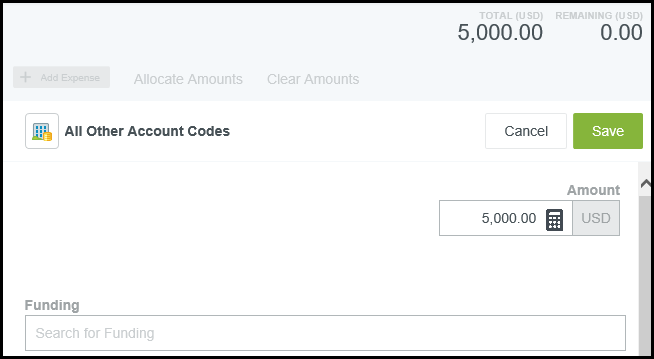 TOTAL (USD) REMAINING (USD)
5,000.00 0.00
+ Add Expense Allocate Amounts Clear Amounts
All Other Account Codes Cancel Save
Amount
5,000.00 USD
Funding
Search for Funding